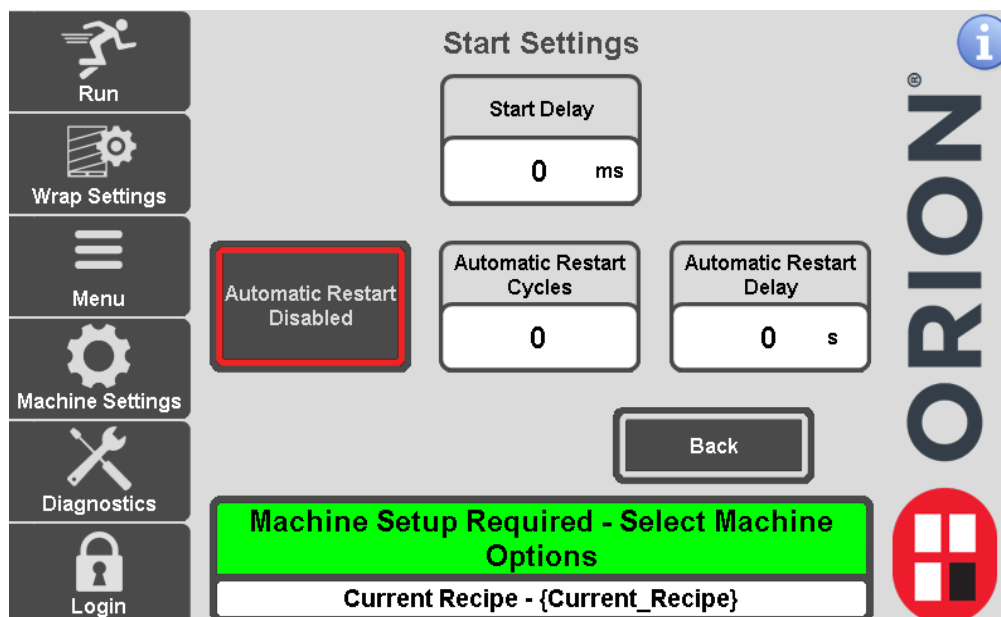 Run
Wrap Settings
Menu
Machine Settings
Diagnostics
Login
Start Settings
Start Delay
0 ms
Automatic Restart
Disabled
Automatic Restart
Cycles
0
Automatic Restart
Delay
0 s
Back
Machine Setup Required - Select Machine
Options
Current Recipe - {Current_Recipe}
i
ORION®